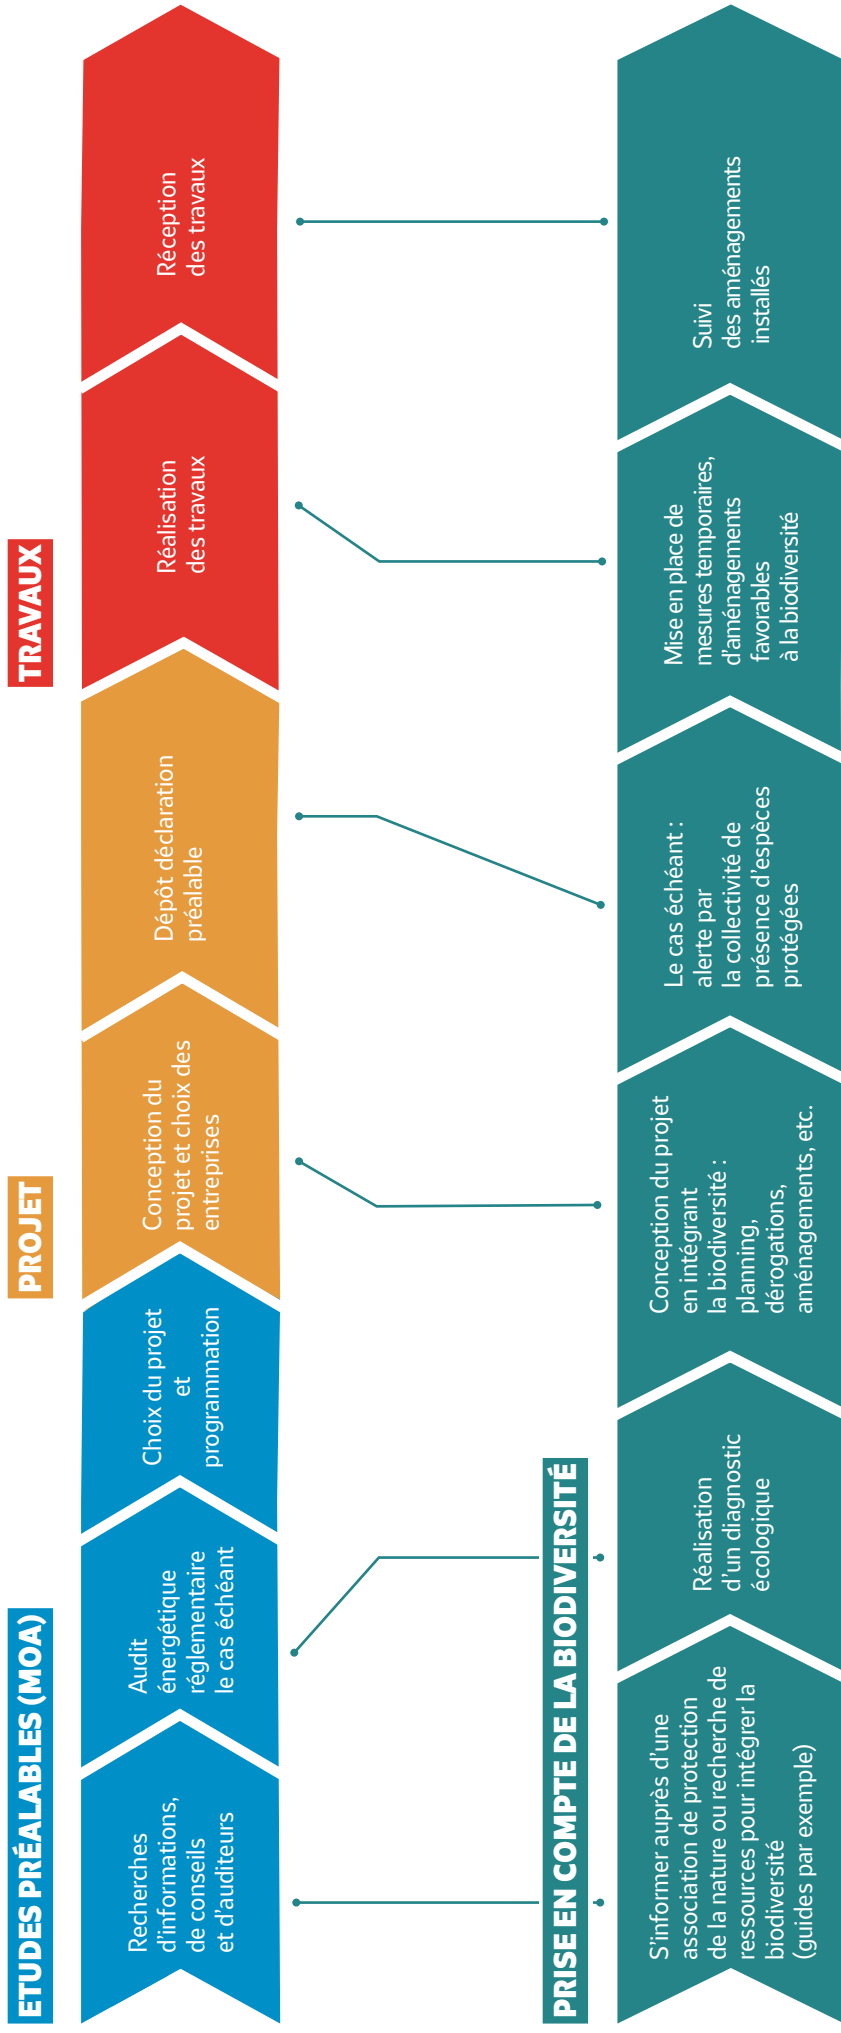 ETUDES PRÉALABLES (MOA)
PROJET
TRAVAUX
Recherches
d'informations,
de conseils
et d'auditeurs
Audit
énergétique
réglementaire
le cas échéant
Choix du projet
et
programmation
Conception du
projet et choix des
entreprises
Dépôt déclaration
préalable
Réalisation
des travaux
Réception
des travaux
PRISE EN COMPTE DE LA BIODIVERSITÉ
S'informer auprès d'une
association de protection
de la nature ou recherche de
ressources pour intégrer la
biodiversité
(guides par exemple)
Réalisation
d'un diagnostic
écologique
Conception du projet
en intégrant
la biodiversité :
planning,
dérogations,
aménagements, etc.
Le cas échéant :
alerte par
la collectivité de
présence d'espèces
protégées
Mise en place de
mesures temporaires,
d'aménagements
favorables
à la biodiversité
Suivi
des aménagements
installés